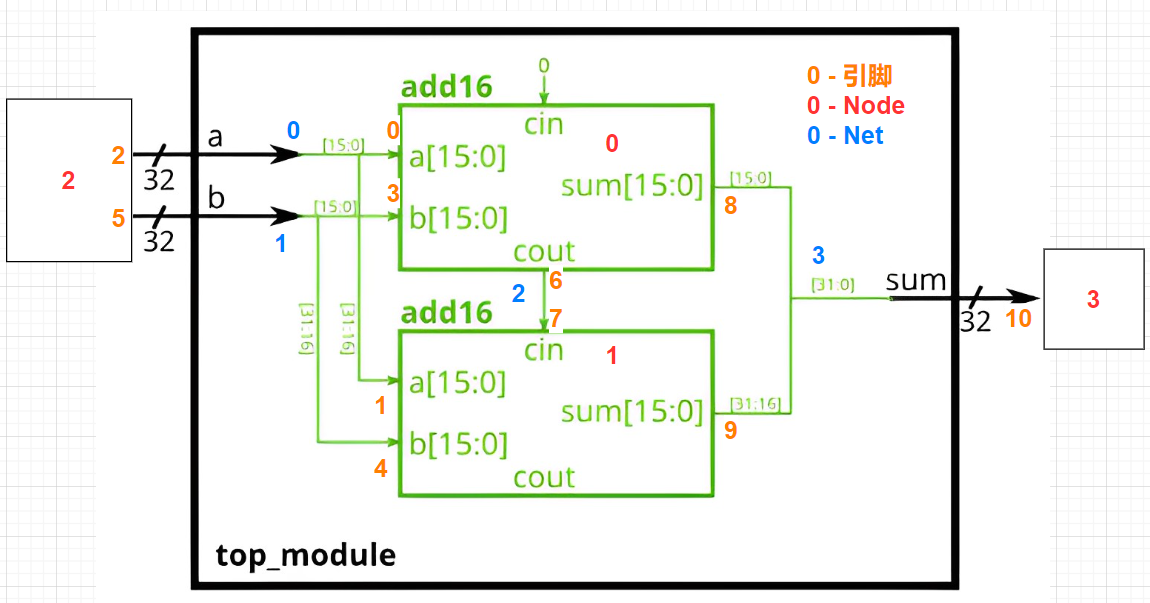 0
0 - 引脚
add16
0 - Node
cin
0
a
0
0
[15:0]
0 - Net
2
a[15:0]
2
32
sum[15:0]
[15:0]
b
[15:0]
3
8
5
b[15:0]
32
1
cout
3
6
2
[31:0]
sum
3
[31:16]
[31:16]
add16
7
32
10
cin
1
a[15:0]
1
sum[15:0]
[31:16]
b[15:0]
9
4
cout
top_module